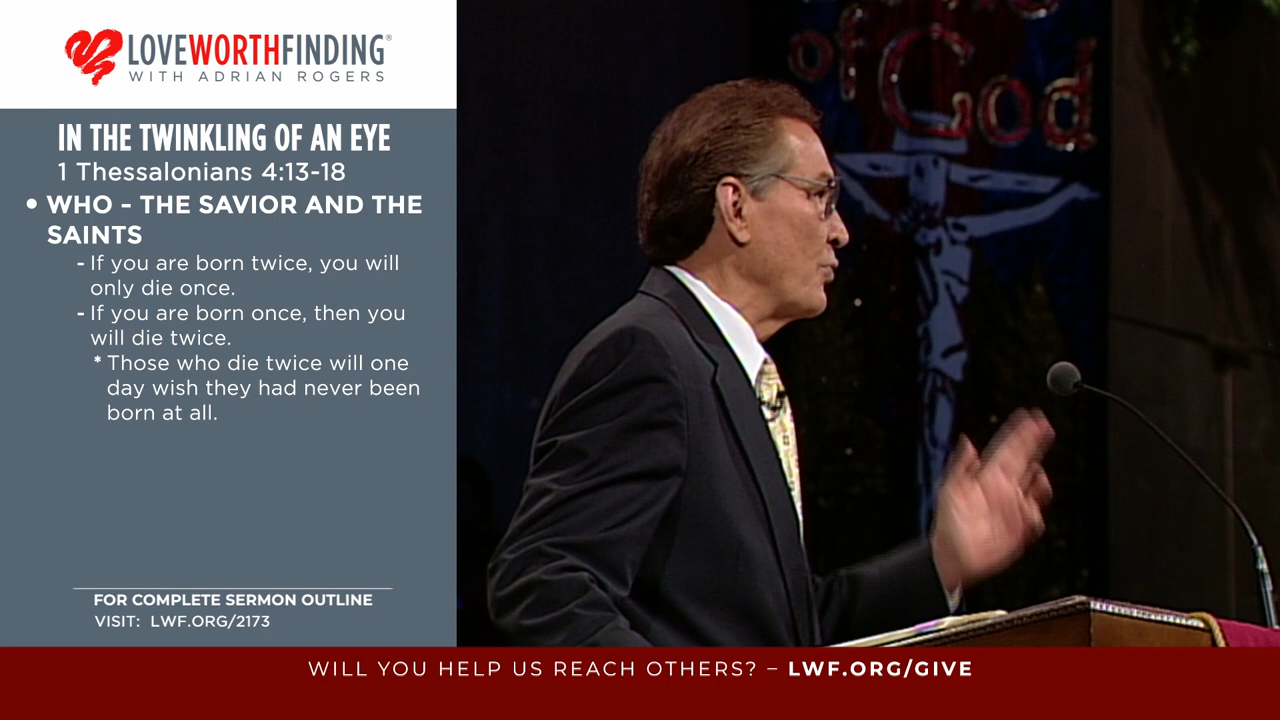 LOVEWORTHFINDING®
WITH ADRIAN ROGERS
IN THE TWINKLING OF AN EYE
1 Thessalonians 4:13-18
• WHO - THE SAVIOR AND THE
SAINTS
- If you are born twice, you will
only die once.
- If you are born once, then you
will die twice.
* Those who die twice will one
day wish they had never been
born at all.
FOR COMPLETE SERMON OUTLINE
VISIT: LWF.ORG/2173
of
God
WILL YOU HELP US REACH OTHERS? – LWF.ORG/GIVE